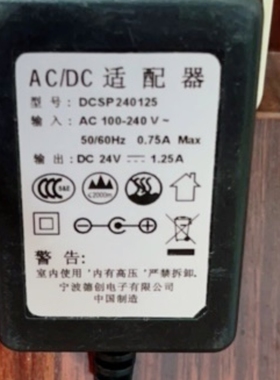 AC/DC 适配器
型号: DCSP240125
输入: AC 100-240 V~
50/60Hz 0.75A Max
输出: DC 24V ⎓ 1.25A
CCC S&E
≤2000m
警告:
室内使用 '内有高压' 严禁拆卸.
宁波德创电子有限公司
中国制造